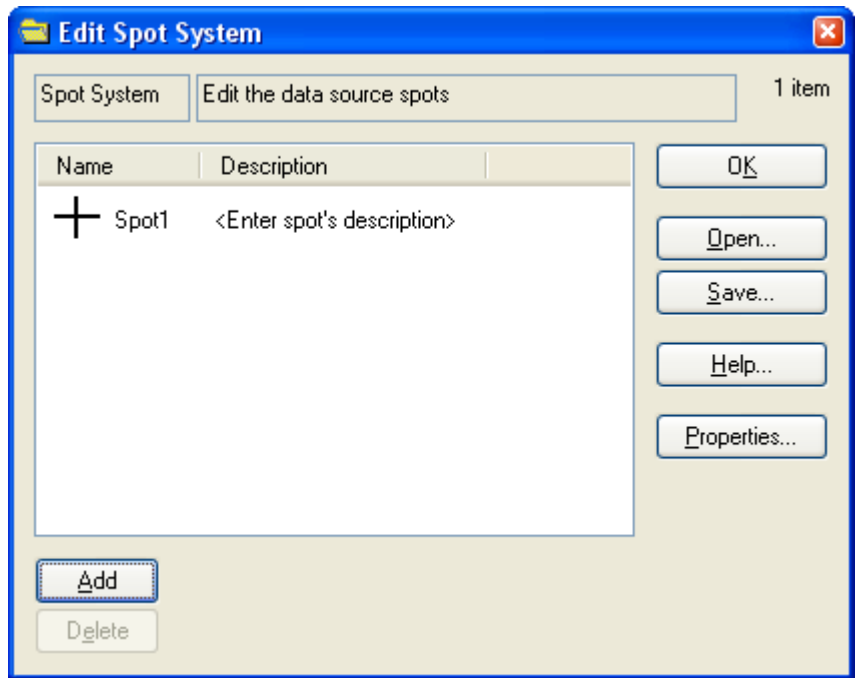 Edit Spot System
Spot System
Edit the data source spots
1 item
Name
Description
Spot1
<Enter spot's description>
OK
Open...
Save...
Help...
Properties...
Add
Delete